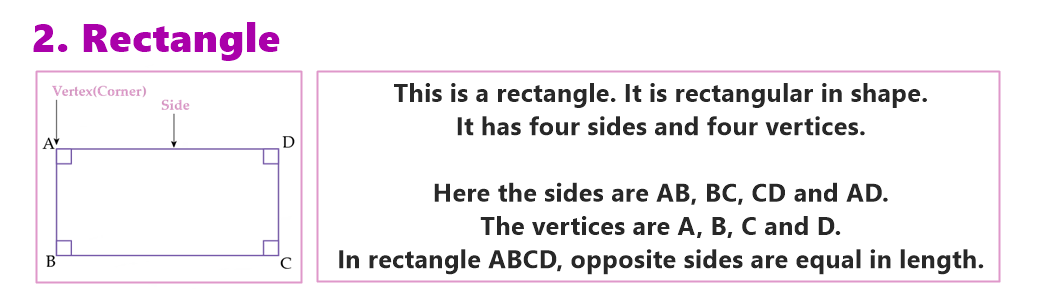 2. Rectangle
Vertex(Corner)
Side
A
D
B
C
This is a rectangle. It is rectangular in shape.
It has four sides and four vertices.
Here the sides are AB, BC, CD and AD.
The vertices are A, B, C and D.
In rectangle ABCD, opposite sides are equal in length.